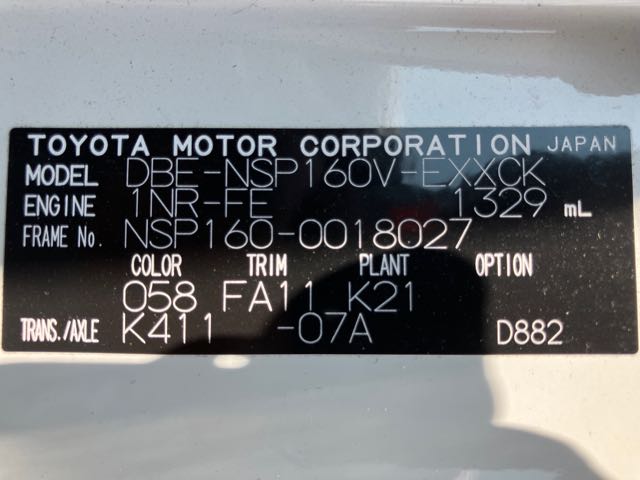 TOYOTA MOTOR CORPORATION JAPAN
MODEL DBE-NSP160V-EXXCK
ENGINE 1NR-FE 1329 mL
FRAME No. NSP160-0018027
COLOR TRIM PLANT OPTION
058 FA11 K21
TRANS./AXLE K411 -07A D882